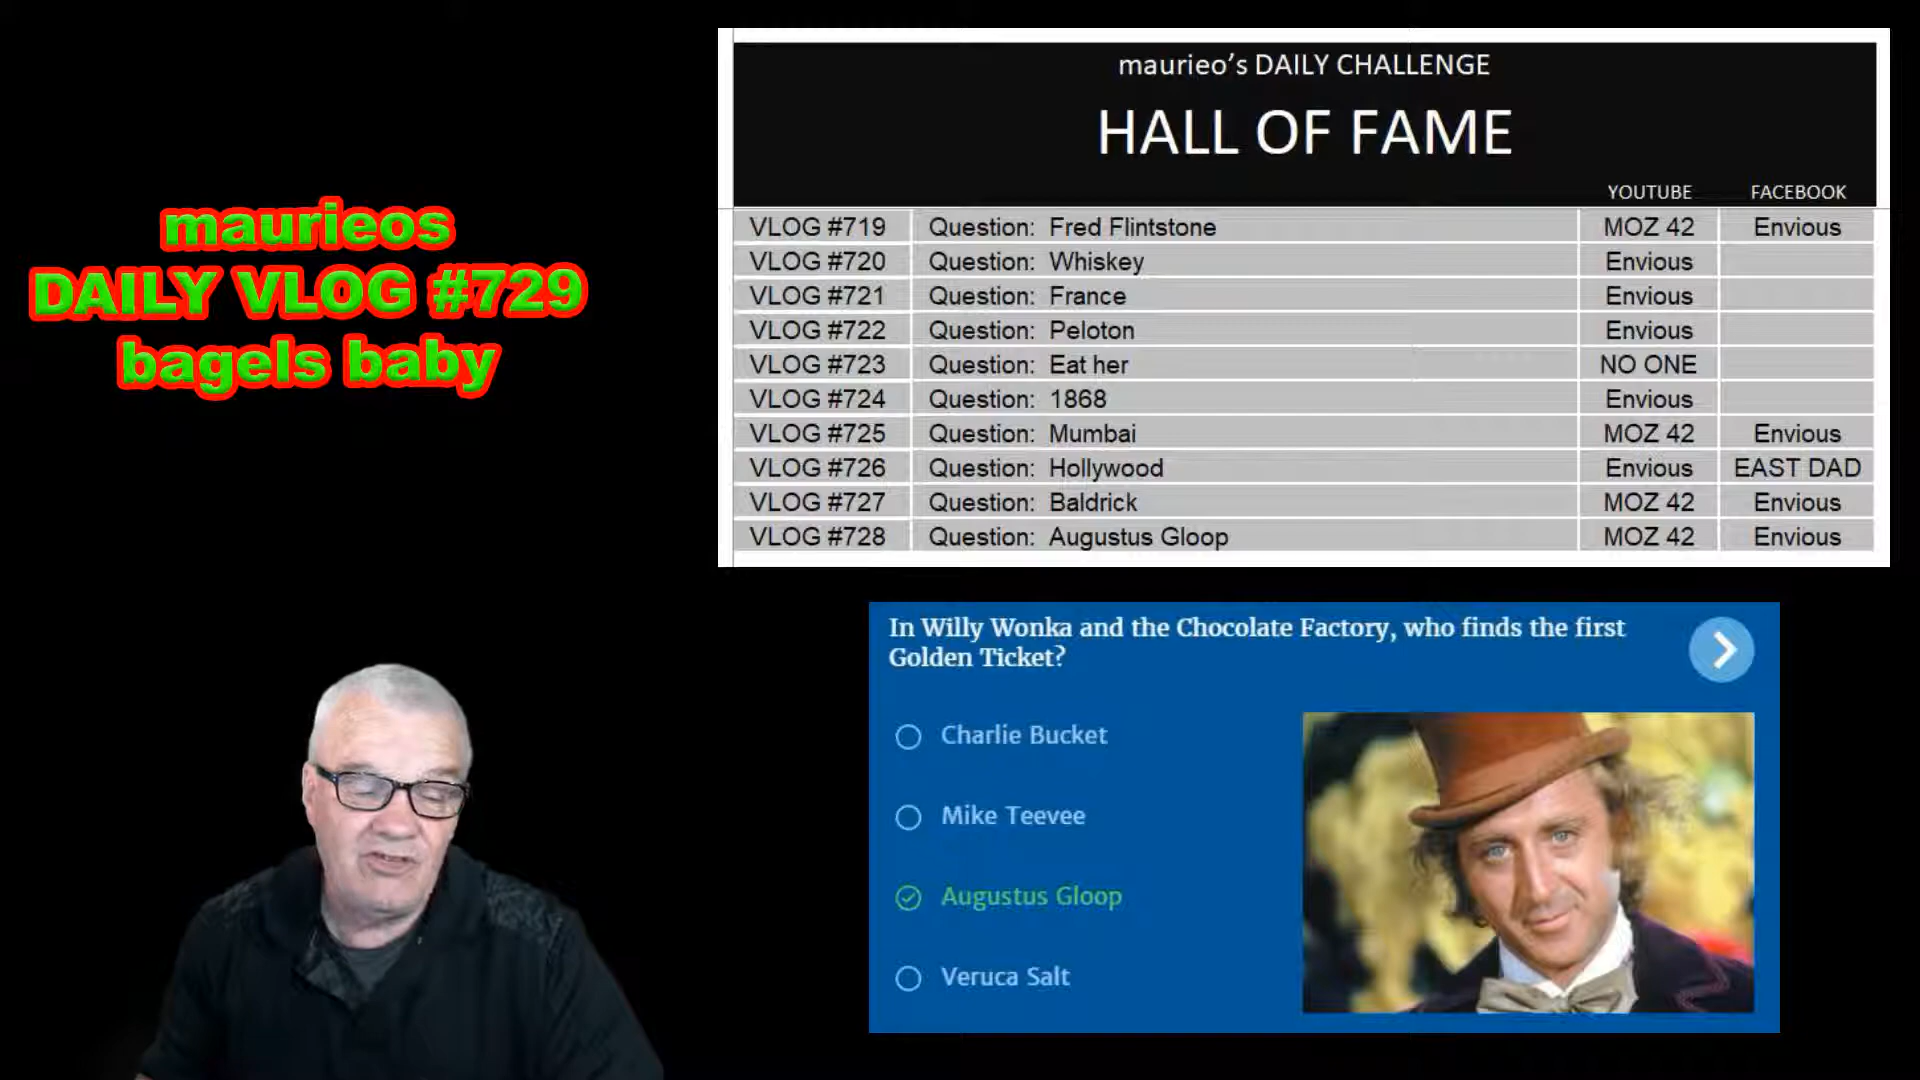 maurieos
DAILY VLOG #729
bagels baby
maurieo’s DAILY CHALLENGE
HALL OF FAME
YOUTUBE FACEBOOK
VLOG #719 Question: Fred Flintstone MOZ 42 Envious
VLOG #720 Question: Whiskey Envious
VLOG #721 Question: France Envious
VLOG #722 Question: Peloton Envious
VLOG #723 Question: Eat her NO ONE
VLOG #724 Question: 1868 Envious
VLOG #725 Question: Mumbai MOZ 42 Envious
VLOG #726 Question: Hollywood Envious EAST DAD
VLOG #727 Question: Baldrick MOZ 42 Envious
VLOG #728 Question: Augustus Gloop MOZ 42 Envious
In Willy Wonka and the Chocolate Factory, who finds the first
Golden Ticket?
Charlie Bucket
Mike Teevee
Augustus Gloop
Veruca Salt